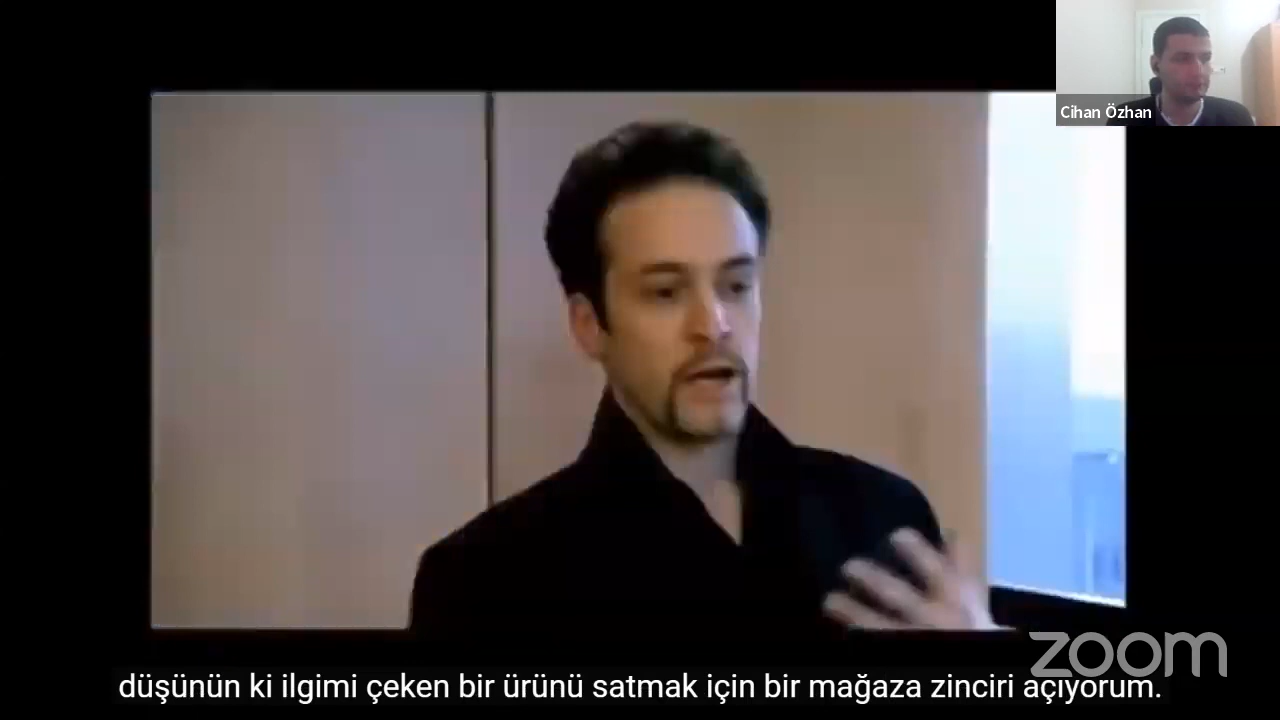 Cihan Özhan
zoom
düşünün ki ilgimi çeken bir ürünü satmak için bir mağaza zinciri açıyorum.